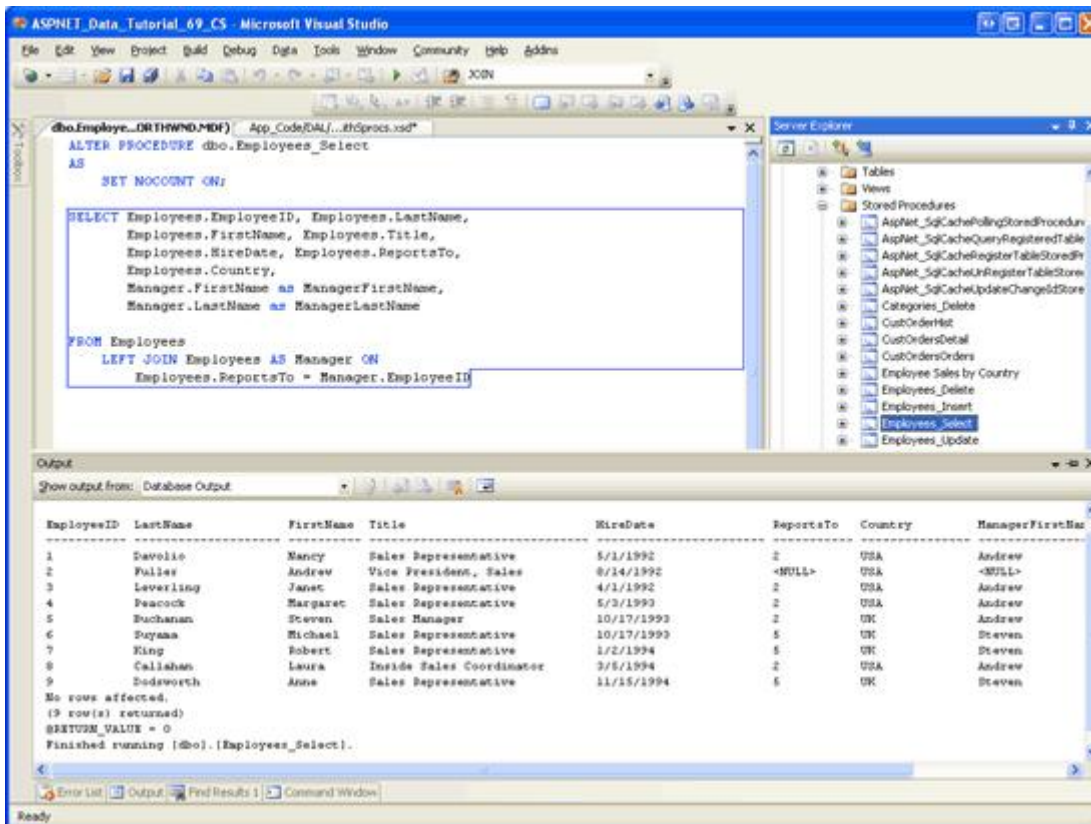 ASPNET_Data_Tutorial_69_CS - Microsoft Visual Studio
File Edit View Project Build Debug Data Tools Window Community Help Addins
JOIN
Toolbox
dbo.Employe...ORTHWND.MDF) App_Code/DAL/...ithSprocs.xsd*
ALTER PROCEDURE dbo.Employees_Select
AS
SET NOCOUNT ON;
SELECT Employees.EmployeeID, Employees.LastName,
Employees.FirstName, Employees.Title,
Employees.HireDate, Employees.ReportsTo,
Employees.Country,
Manager.FirstName as ManagerFirstName,
Manager.LastName as ManagerLastName
FROM Employees
LEFT JOIN Employees AS Manager ON
Employees.ReportsTo = Manager.EmployeeID
Server Explorer
Tables
Views
Stored Procedures
AspNet_SqlCachePollingStoredProcedure
AspNet_SqlCacheQueryRegisteredTable
AspNet_SqlCacheRegisterTableStoredPr
AspNet_SqlCacheUnRegisterTableStore
AspNet_SqlCacheUpdateChangeIdStore
Categories_Delete
CustOrderHist
CustOrdersDetail
CustOrdersOrders
Employee Sales by Country
Employees_Delete
Employees_Insert
Employees_Select
Employees_Update
Output
Show output from: Database Output
EmployeeID LastName FirstName Title HireDate ReportsTo Country ManagerFirstNam
1 Davolio Nancy Sales Representative 5/1/1992 2 USA Andrew
2 Fuller Andrew Vice President, Sales 8/14/1992 <NULL> USA <NULL>
3 Leverling Janet Sales Representative 4/1/1992 2 USA Andrew
4 Peacock Margaret Sales Representative 5/3/1993 2 USA Andrew
5 Buchanan Steven Sales Manager 10/17/1993 2 UK Andrew
6 Suyama Michael Sales Representative 10/17/1993 5 UK Steven
7 King Robert Sales Representative 1/2/1994 5 UK Steven
8 Callahan Laura Inside Sales Coordinator 3/5/1994 2 USA Andrew
9 Dodsworth Anne Sales Representative 11/15/1994 5 UK Steven
No rows affected.
(9 row(s) returned)
@RETURN_VALUE = 0
Finished running [dbo].[Employees_Select].
Error List Output Find Results 1 Command Window
Ready